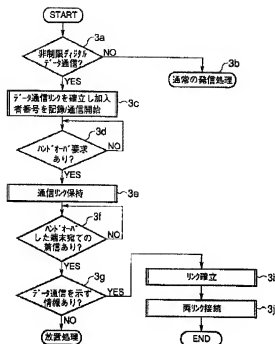 START
3a
非制限ディジタル
データ通信?
NO
3b
通常の発信処理
YES
データ通信リンクを確立し加入
者番号を記録/通信開始
3c
3d
ハンドオーバ要求
あり?
NO
YES
3e
通信リンク保持
3f
ハンドオーバ
した端末宛ての
着信あり?
NO
YES
3g
データ通信を示す
情報あり?
YES
NO
放置処理
リンク確立
3i
両リンク接続
3j
END